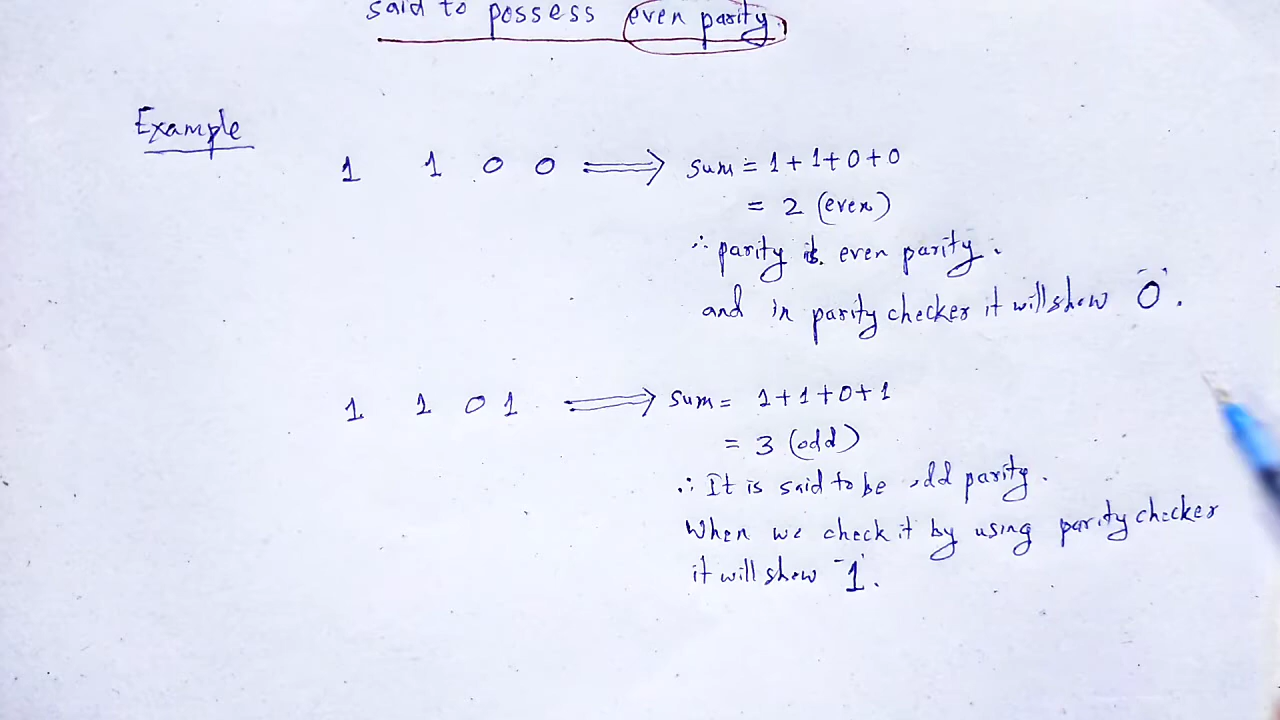 said to possess even parity.
Example
1 1 0 0 ⟹ sum = 1+1+0+0
= 2 (even)
∴ parity is even parity.
and in parity checker it will show "0".
1 1 0 1 ⟹ sum = 1+1+0+1
= 3 (odd)
∴ It is said to be odd parity.
When we check it by using parity checker
it will show "1".